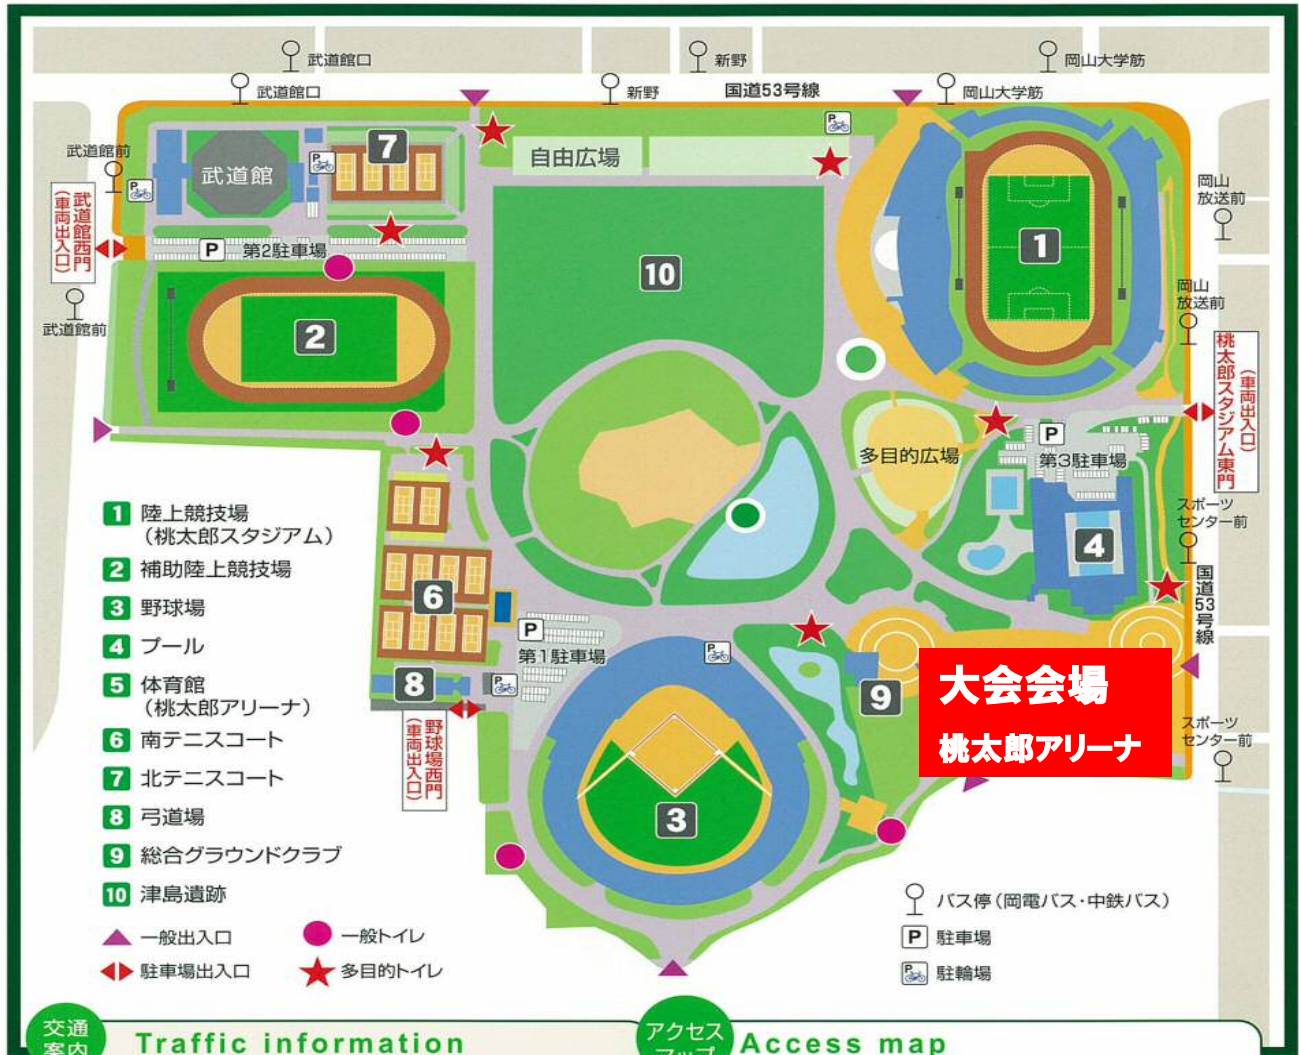 武道館口
新野
岡山大学筋
武道館口
新野
国道53号線
岡山大学筋
武道館前
武道館
7
自由広場
岡山
放送前
武道館西門
(車両出入口)
P 第2駐車場
1
10
武道館前
2
岡山
放送前
桃太郎スタジアム東門
(車両出入口)
多目的広場
P
第3駐車場
スポーツ
センター前
4
国道53号線
6
P
第1駐車場
8
9
大会会場
桃太郎アリーナ
野球場西門
(車両出入口)
スポーツ
センター前
3
1 陸上競技場
(桃太郎スタジアム)
2 補助陸上競技場
3 野球場
4 プール
5 体育館
(桃太郎アリーナ)
6 南テニスコート
7 北テニスコート
8 弓道場
9 総合グラウンドクラブ
10 津島遺跡
一般出入口
一般トイレ
駐車場出入口
多目的トイレ
バス停(岡電バス・中鉄バス)
P 駐車場
P 駐輪場
交通
案内
Traffic information
アクセス
マップ
Access map